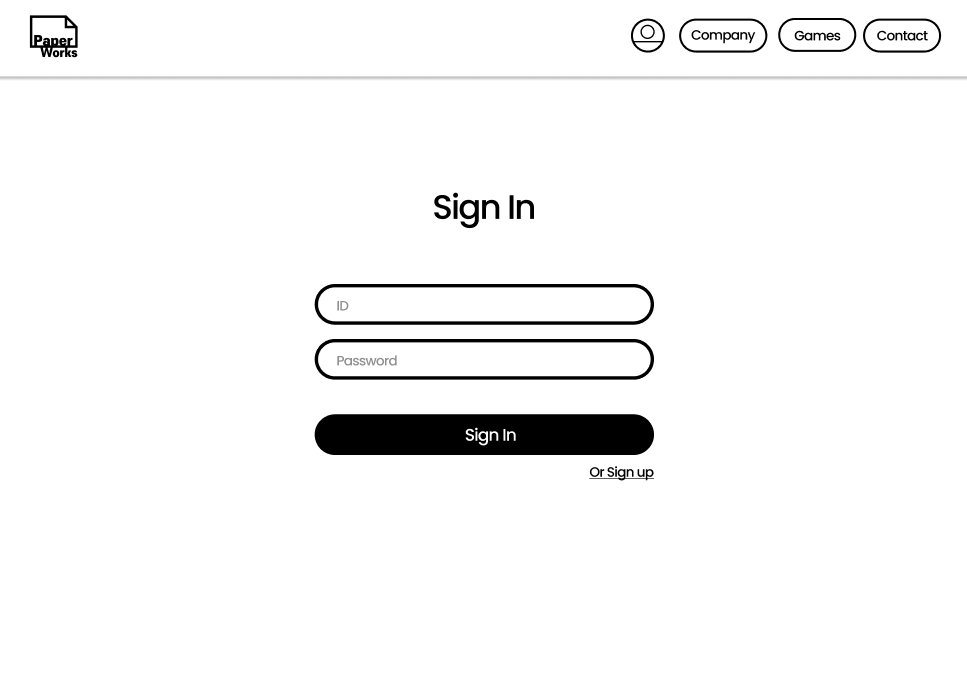 Paper
Works
Company
Games
Contact
Sign In
ID
Password
Sign In
Or Sign up